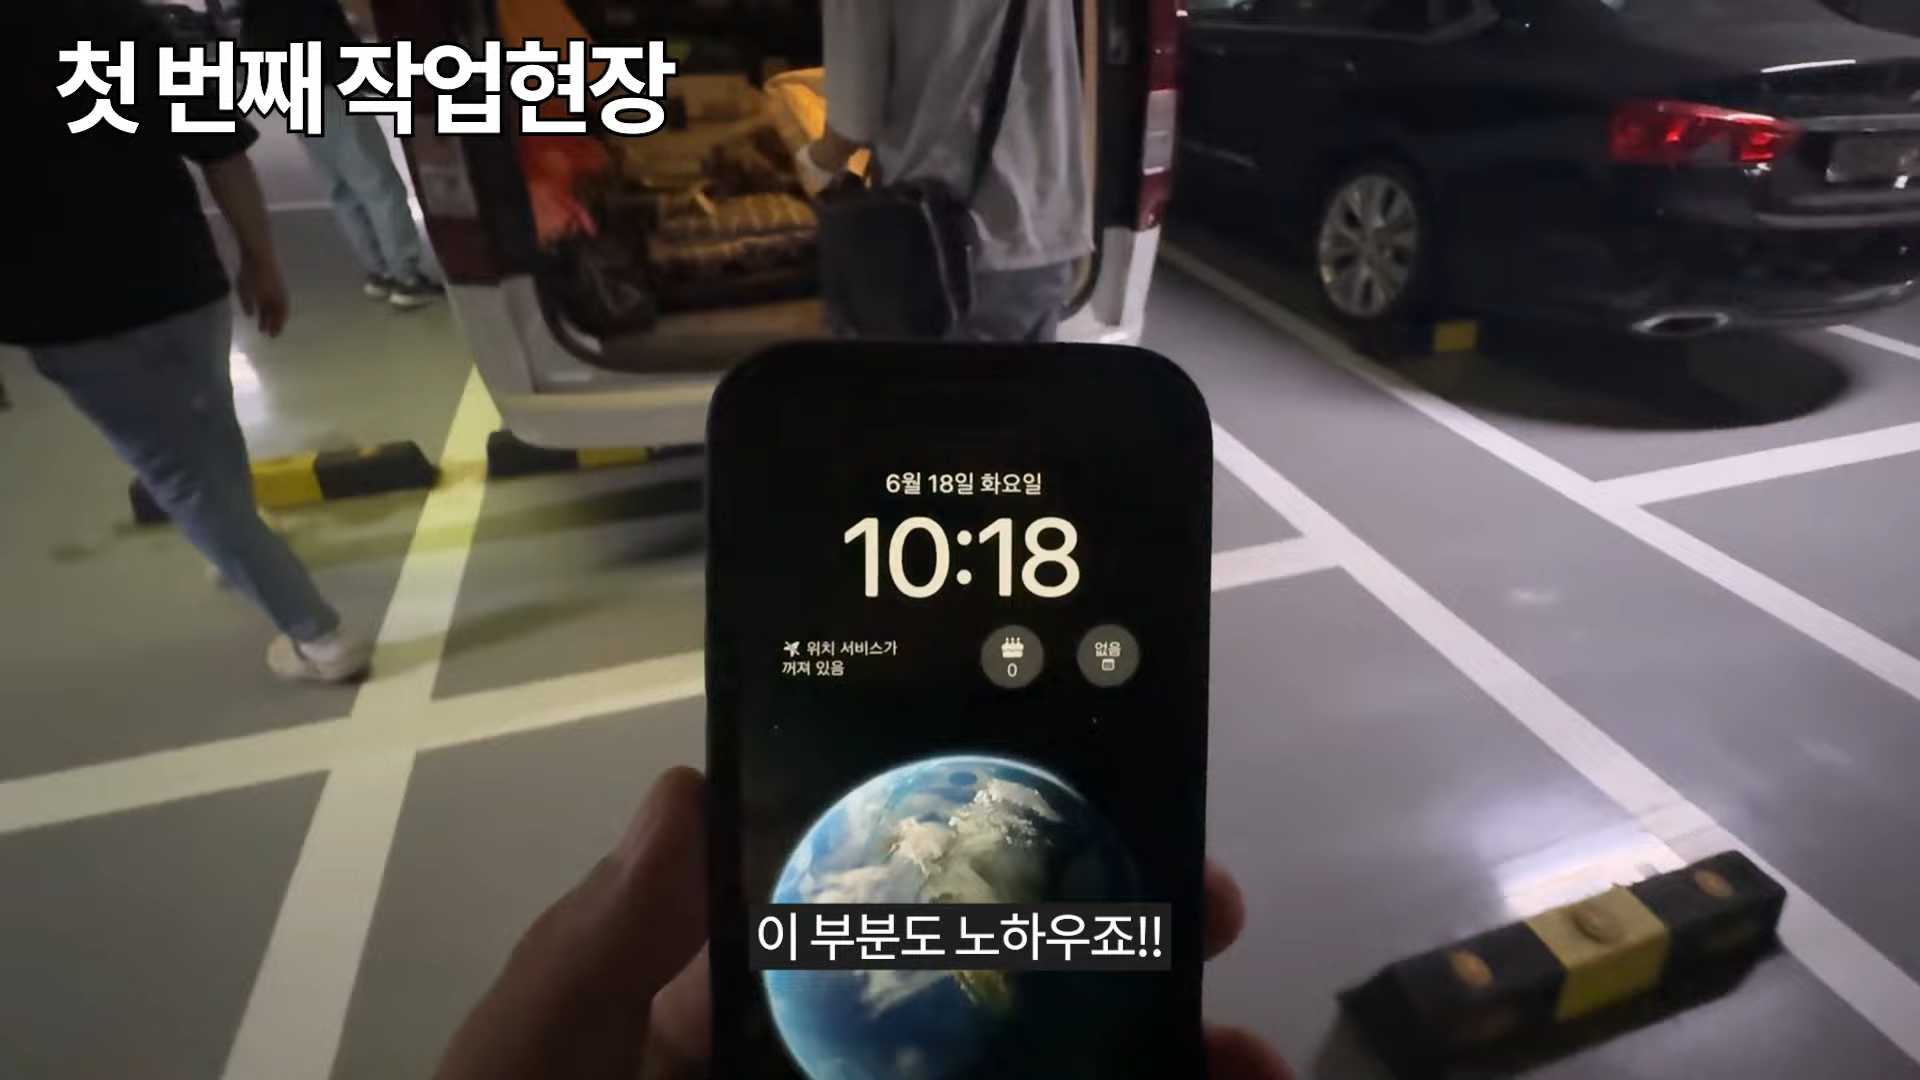 첫 번째 작업현장
6월 18일 화요일
10:18
위치 서비스가
꺼져 있음
0
없음
이 부분도 노하우죠!!